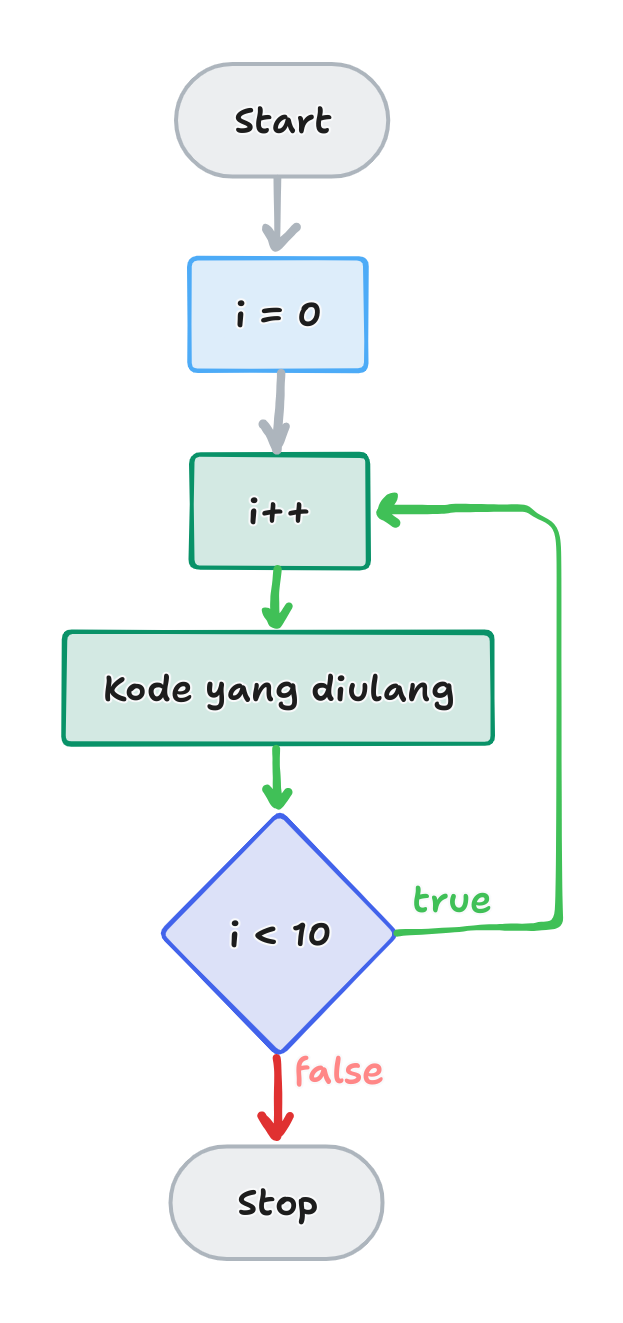 Start
i = 0
i++
Kode yang diulang
i < 10
true
false
Stop